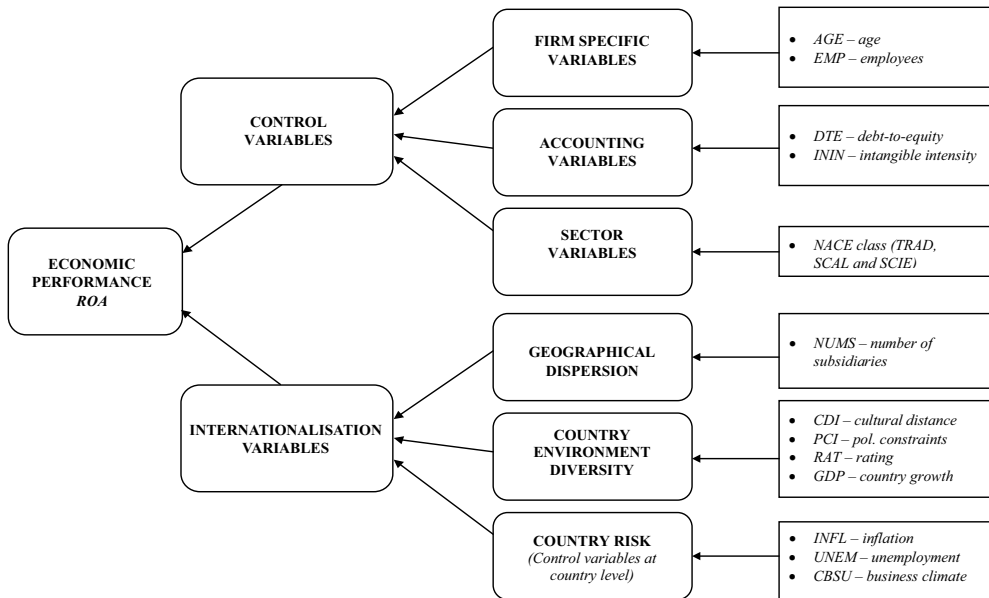 FIRM SPECIFIC
VARIABLES
• AGE – age
• EMP – employees
CONTROL
VARIABLES
ACCOUNTING
VARIABLES
• DTE – debt-to-equity
• ININ – intangible intensity
SECTOR
VARIABLES
• NACE class (TRAD,
SCAL and SCIE)
ECONOMIC
PERFORMANCE
ROA
GEOGRAPHICAL
DISPERSION
• NUMS – number of
subsidiaries
INTERNATIONALISATION
VARIABLES
COUNTRY
ENVIRONMENT
DIVERSITY
• CDI – cultural distance
• PCI – pol. constraints
• RAT – rating
• GDP – country growth
COUNTRY RISK
(Control variables at
country level)
• INFL – inflation
• UNEM – unemployment
• CBSU – business climate